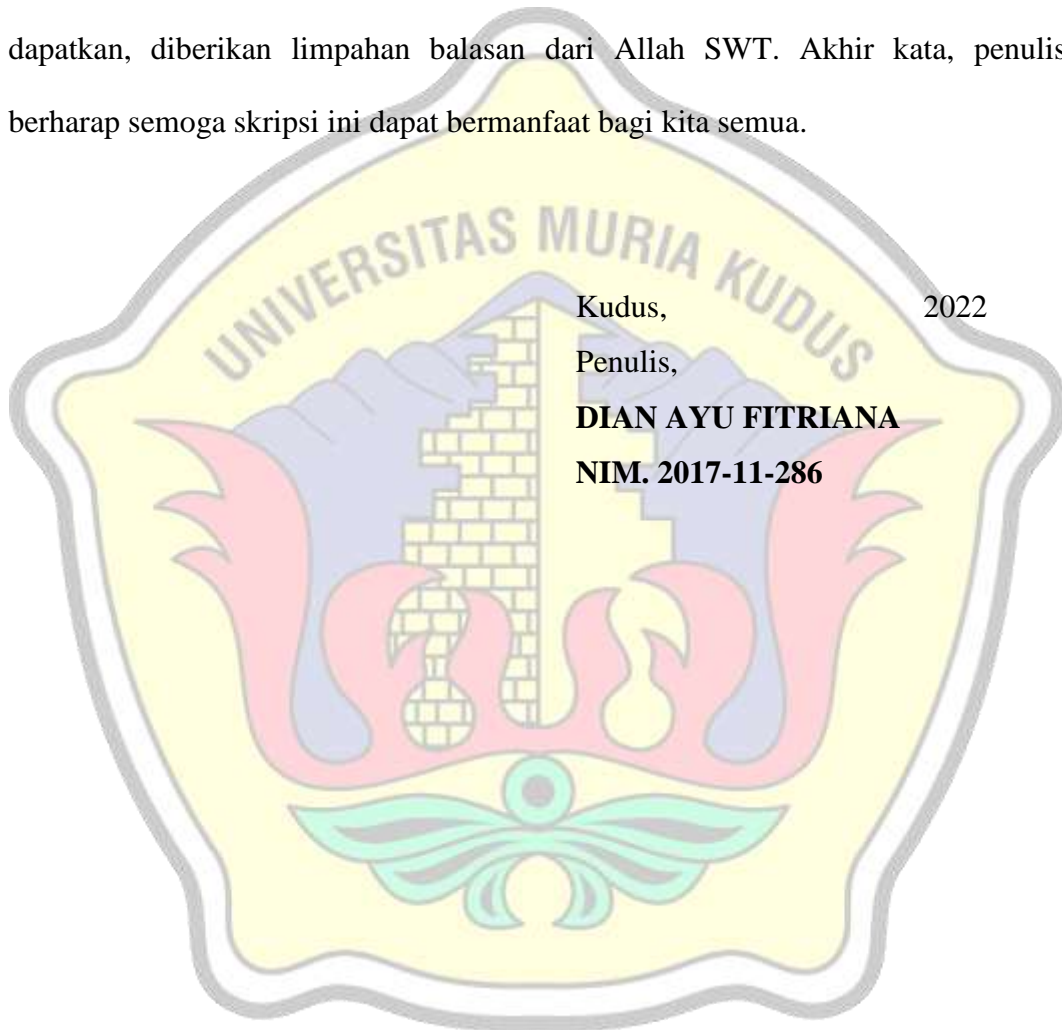 dapatkan, diberikan limpahan balasan dari Allah SWT. Akhir kata, penulis
berharap semoga skripsi ini dapat bermanfaat bagi kita semua.
UNIVERSITAS MURIA KUDUS
Kudus, 2022
Penulis,
DIAN AYU FITRIANA
NIM. 2017-11-286